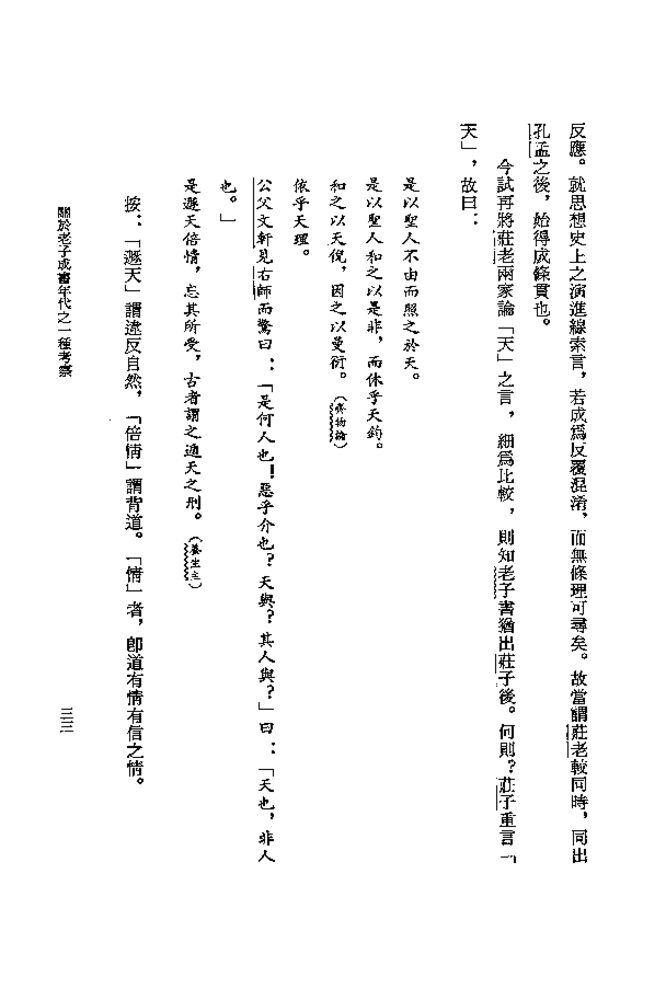 反應。就思想史上之演進線索言，若成爲反覆混淆，而無條理可尋矣。故當謂莊老較同時，同出
孔孟之後，始得成條貫也。
今試再將莊老兩家論「天」之言，細爲比較，則知老子書猶出莊子後。何則？莊子重言「
天」，故曰：
是以聖人不由而照之於天。
是以聖人和之以是非，而休乎天鈞。
和之以天倪，因之以曼衍。（齊物論）
依乎天理。
公父文軒見右師而驚曰：「是何人也！惡乎介也？天與？其人與？」曰：「天也，非人
也。」
是遯天倍情，忘其所受，古者謂之遁天之刑。（養生主）
按：「遯天」謂違反自然，「倍情」謂背道。「情」者，卽道有情有信之情。
關於老子成書年代之一種考察
三三